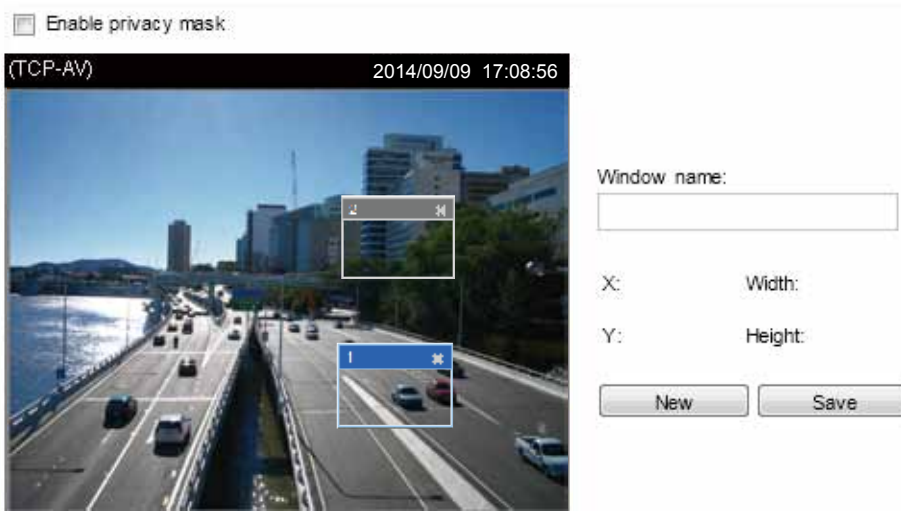 Enable privacy mask
(TCP-AV) 2014/09/09 17:08:56
2
1
Window name:
X: Width:
Y: Height:
New Save